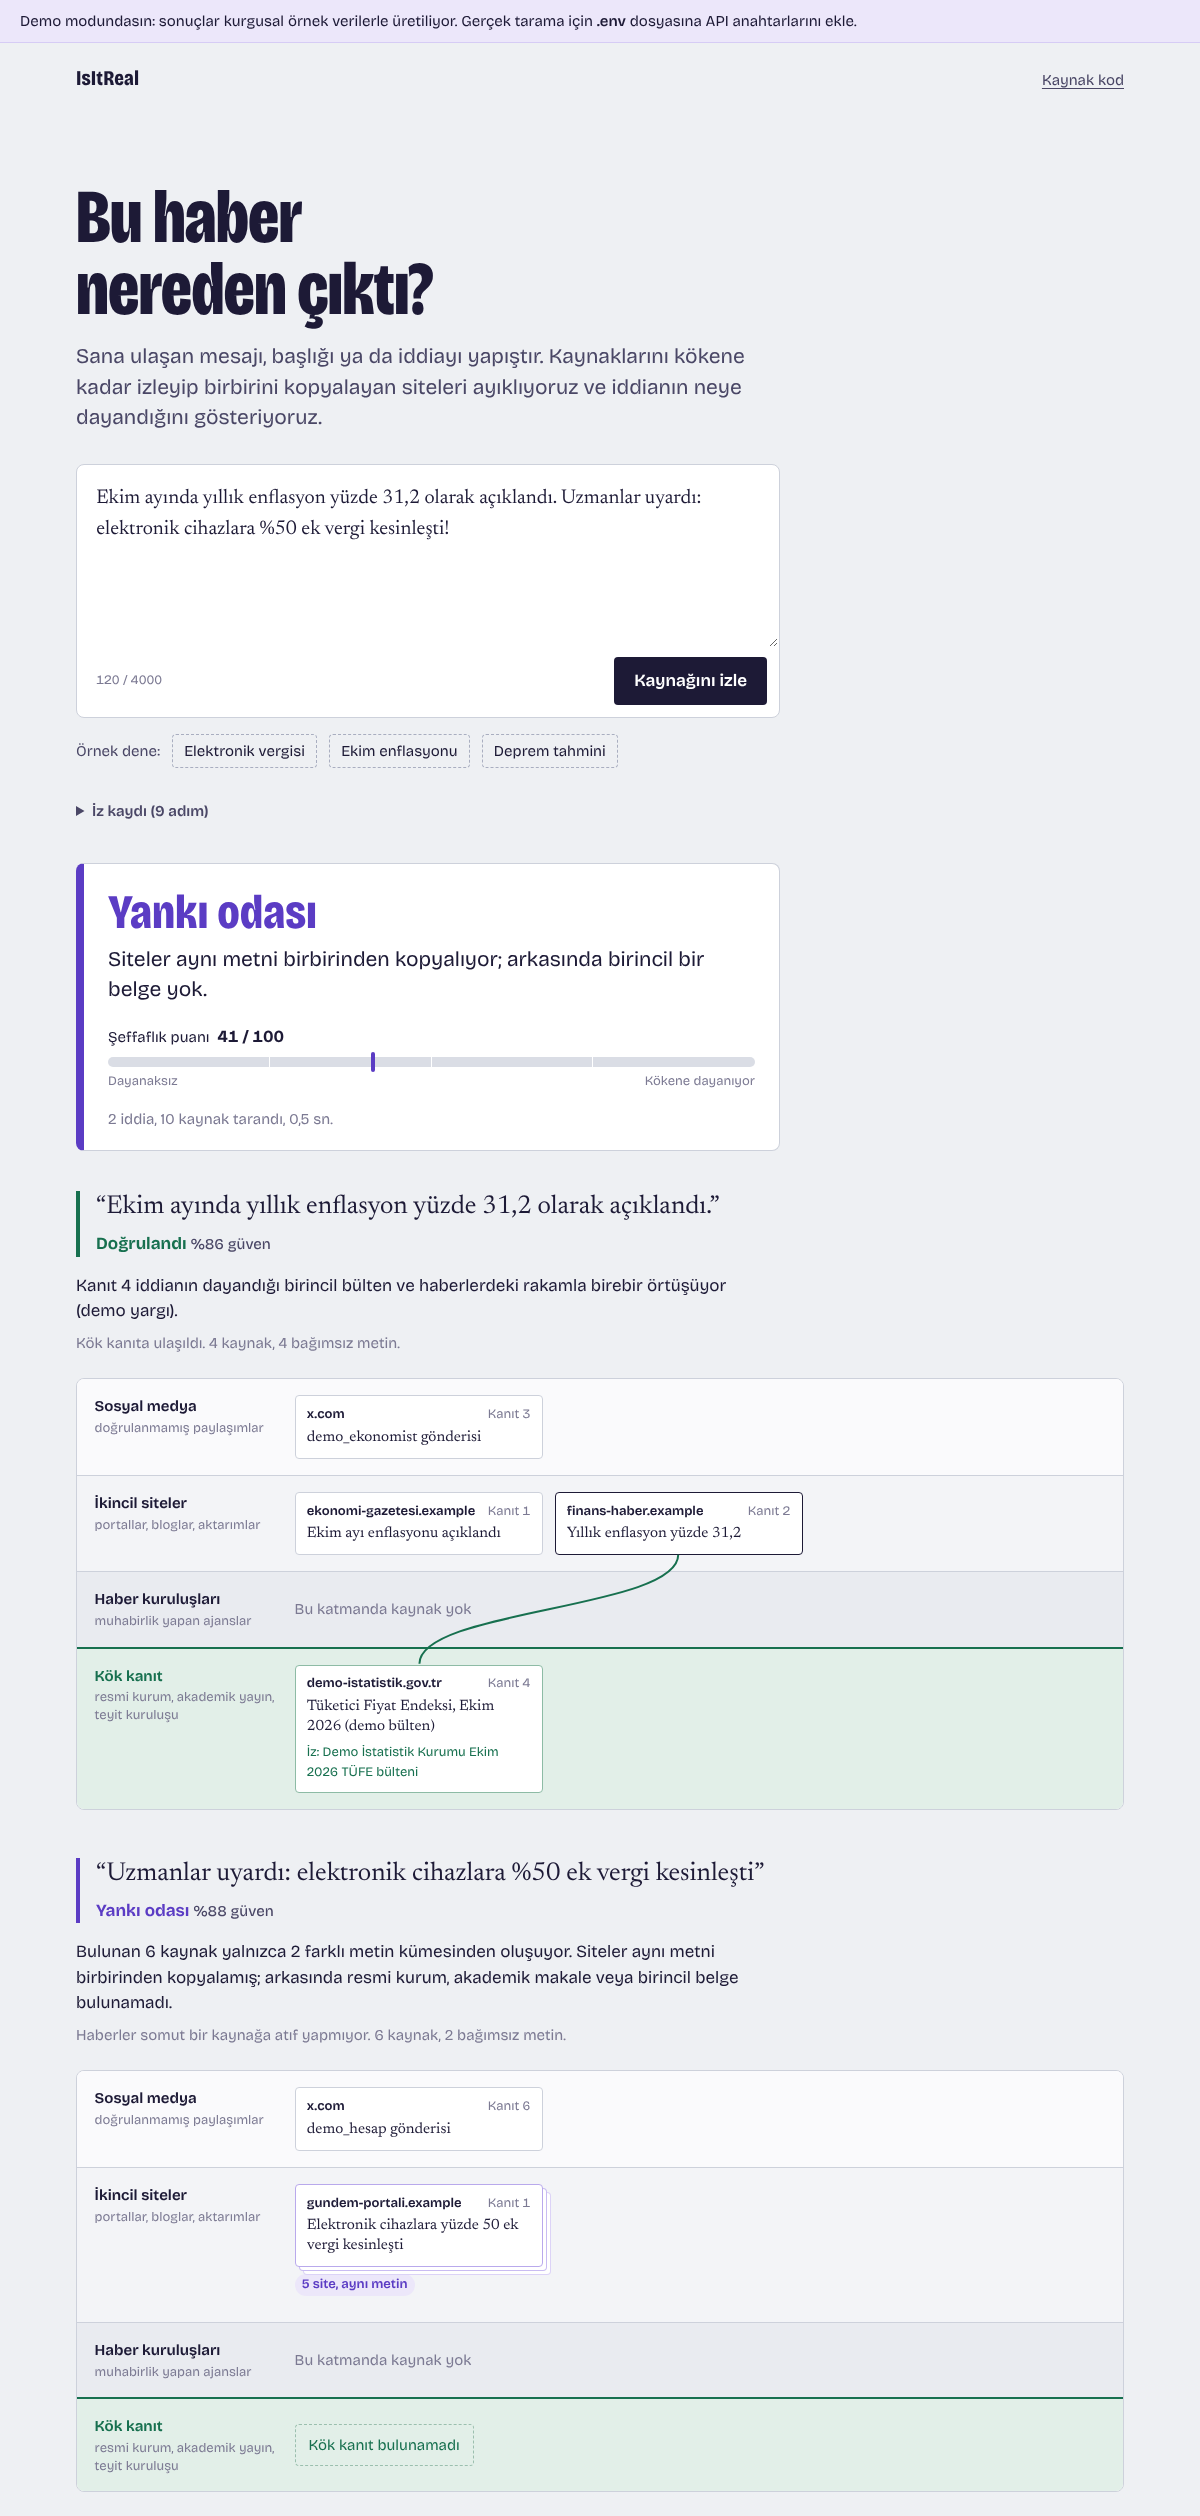 Demo modundasın: sonuçlar kurgusal örnek verilerle üretiliyor. Gerçek tarama için .env dosyasına API anahtarlarını ekle.
IsItReal
Kaynak kod
Bu haber
nereden çıktı?
Sana ulaşan mesajı, başlığı ya da iddiayı yapıştır. Kaynaklarını kökene
kadar izleyip birbirini kopyalayan siteleri ayıklıyoruz ve iddianın neye
dayandığını gösteriyoruz.
Ekim ayında yıllık enflasyon yüzde 31,2 olarak açıklandı. Uzmanlar uyardı:
elektronik cihazlara %50 ek vergi kesinleşti!
120 / 4000
Kaynağını izle
Örnek dene:
Elektronik vergisi
Ekim enflasyonu
Deprem tahmini
İz kaydı (9 adım)
Yankı odası
Siteler aynı metni birbirinden kopyalıyor; arkasında birincil bir
belge yok.
Şeffaflık puanı 41 / 100
Dayanaksız
Kökene dayanıyor
2 iddia, 10 kaynak tarandı, 0,5 sn.
“Ekim ayında yıllık enflasyon yüzde 31,2 olarak açıklandı.”
Doğrulandı %86 güven
Kanıt 4 iddianın dayandığı birincil bülten ve haberlerdeki rakamla birebir örtüşüyor
(demo yargı).
Kök kanıta ulaşıldı. 4 kaynak, 4 bağımsız metin.
Sosyal medya
doğrulanmamış paylaşımlar
x.com
Kanıt 3
demo_ekonomist gönderisi
İkincil siteler
portallar, bloglar, aktarımlar
ekonomi-gazetesi.example
Kanıt 1
Ekim ayı enflasyonu açıklandı
finans-haber.example
Kanıt 2
Yıllık enflasyon yüzde 31,2
Haber kuruluşları
muhabirlik yapan ajanslar
Bu katmanda kaynak yok
Kök kanıt
resmi kurum, akademik yayın,
teyit kuruluşu
demo-istatistik.gov.tr
Kanıt 4
Tüketici Fiyat Endeksi, Ekim
2026 (demo bülten)
İz: Demo İstatistik Kurumu Ekim
2026 TÜFE bülteni
“Uzmanlar uyardı: elektronik cihazlara %50 ek vergi kesinleşti”
Yankı odası %88 güven
Bulunan 6 kaynak yalnızca 2 farklı metin kümesinden oluşuyor. Siteler aynı metni
birbirinden kopyalamış; arkasında resmi kurum, akademik makale veya birincil belge
bulunamadı.
Haberler somut bir kaynağa atıf yapmıyor. 6 kaynak, 2 bağımsız metin.
Sosyal medya
doğrulanmamış paylaşımlar
x.com
Kanıt 6
demo_hesap gönderisi
İkincil siteler
portallar, bloglar, aktarımlar
gundem-portali.example
Kanıt 1
Elektronik cihazlara yüzde 50 ek
vergi kesinleşti
5 site, aynı metin
Haber kuruluşları
muhabirlik yapan ajanslar
Bu katmanda kaynak yok
Kök kanıt
resmi kurum, akademik yayın,
teyit kuruluşu
Kök kanıt bulunamadı